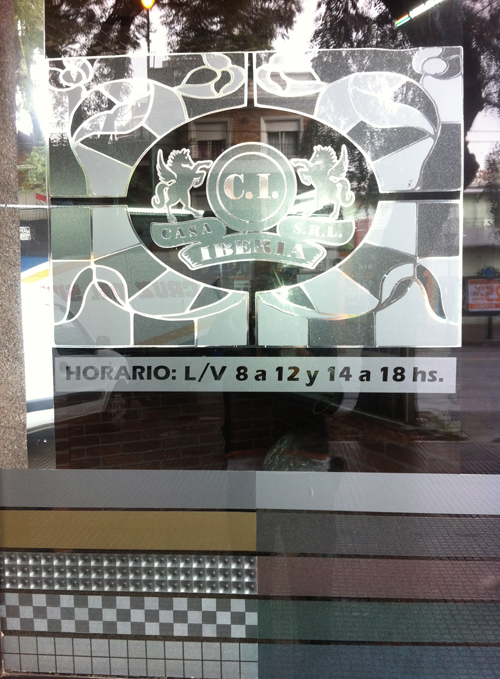 C.I.
CASA S.R.L.
IBERIA
HORARIO: L/V 8 a 12 y 14 a 18 hs.